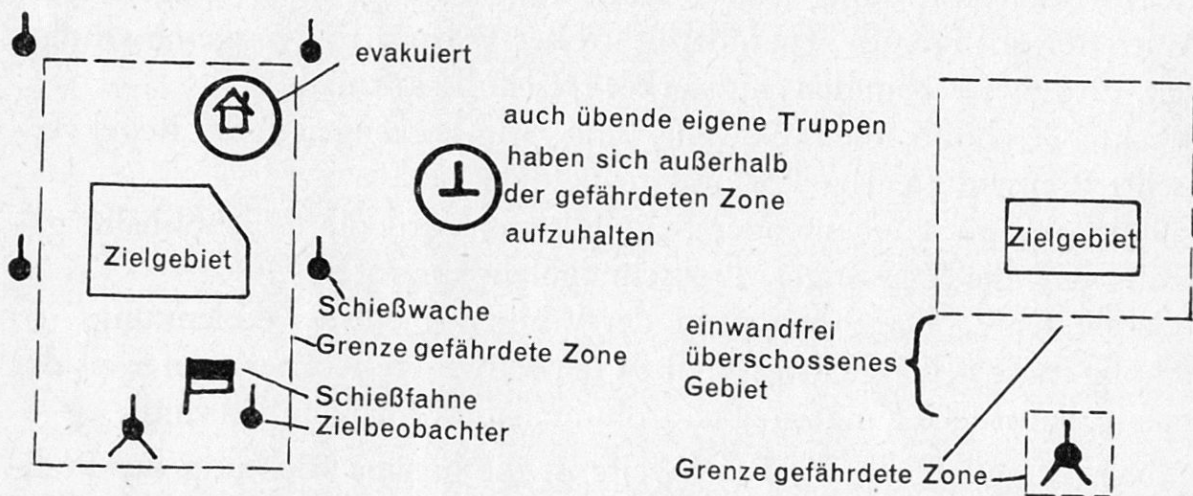 evakuiert
auch übende eigene Truppen
haben sich außerhalb
der gefährdeten Zone
aufzuhalten
Zielgebiet
Schießwache
Grenze gefährdete Zone
Schießfahne
Zielbeobachter
Zielgebiet
einwandfrei
überschossenes
Gebiet
Grenze gefährdete Zone